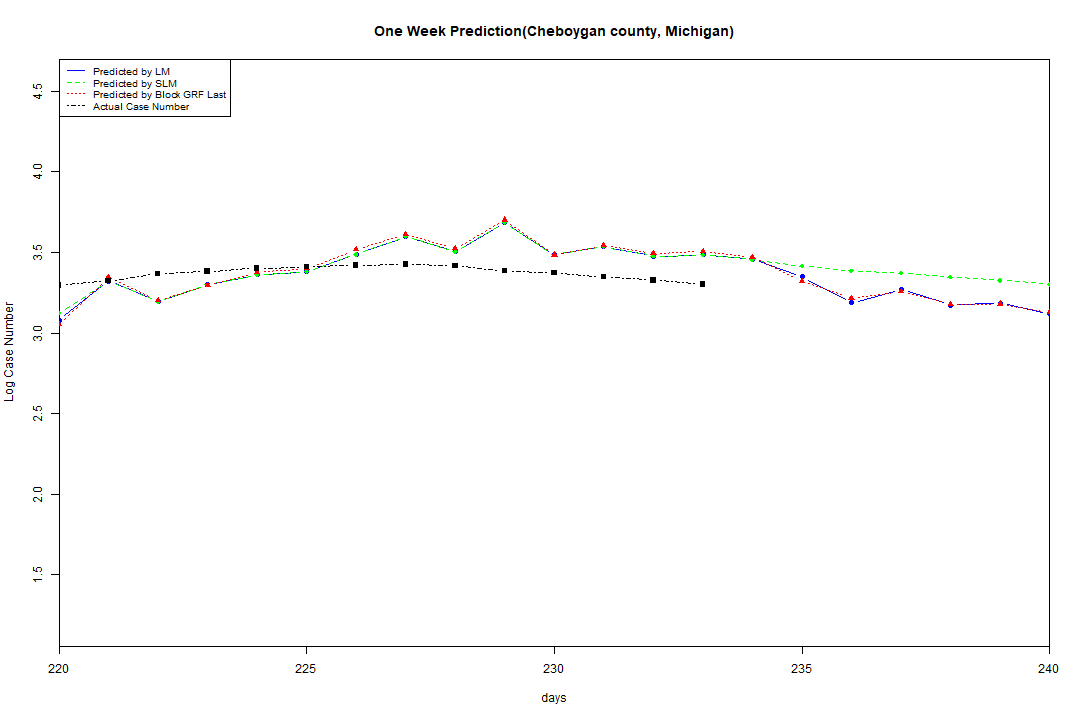 One Week Prediction(Cheboygan county, Michigan)
Predicted by LM
Predicted by SLM
Predicted by Block GRF Last
Actual Case Number
4.5
4.0
3.5
3.0
2.5
2.0
1.5
Log Case Number
220
225
230
235
240
days